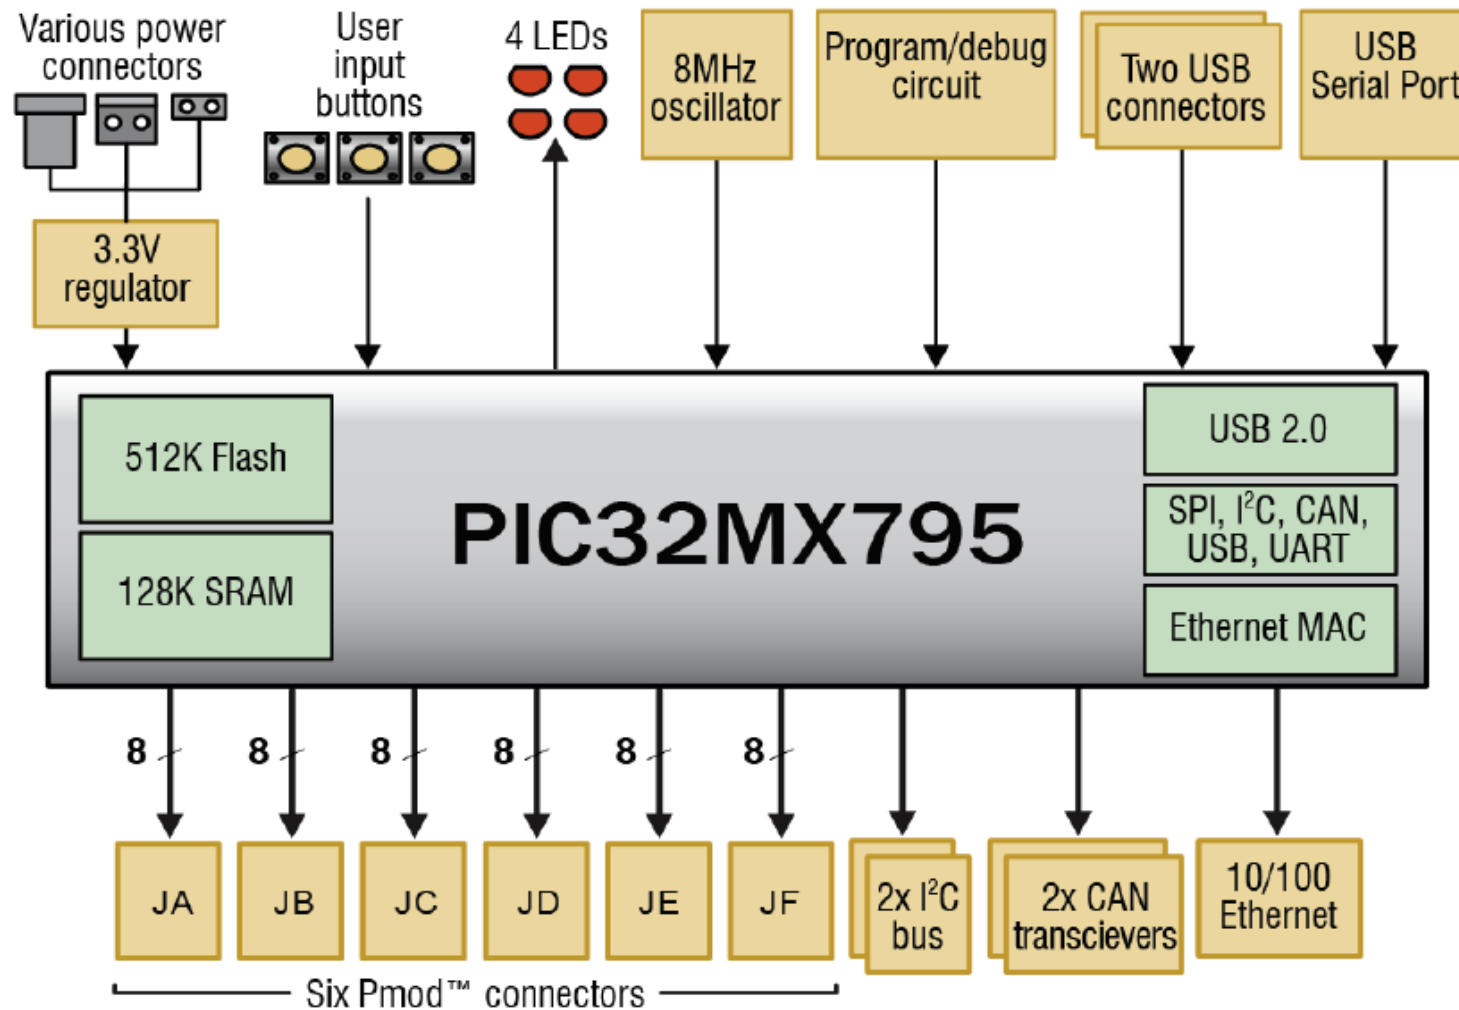 Various power
connectors
User
input
buttons
4 LEDs
8MHz
oscillator
Program/debug
circuit
Two USB
connectors
USB
Serial Port
3.3V
regulator
512K Flash
128K SRAM
PIC32MX795
USB 2.0
SPI, I²C, CAN,
USB, UART
Ethernet MAC
8
8
8
8
8
8
JA
JB
JC
JD
JE
JF
2x I²C
bus
2x CAN
transcievers
10/100
Ethernet
Six Pmod™ connectors